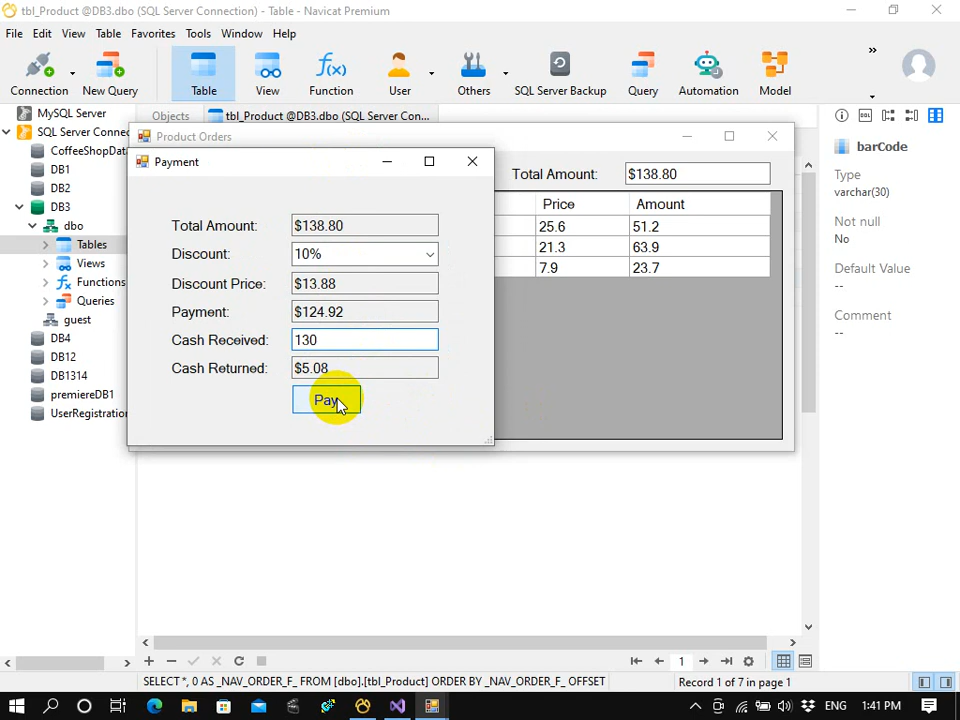 tbl_Product @DB3.dbo (SQL Server Connection) - Table - Navicat Premium
File Edit View Table Favorites Tools Window Help
Connection New Query Table View Function User Others SQL Server Backup Query Automation Model
MySQL Server
SQL Server Connec
CoffeeShopDat
DB1
DB2
DB3
dbo
Tables
Views
Functions
Queries
guest
DB4
DB12
DB1314
premiereDB1
UserRegistration
Objects tbl_Product @DB3.dbo (SQL Server Con...
Product Orders
Total Amount: $138.80
Price Amount
25.6 51.2
21.3 63.9
7.9 23.7
Payment
Total Amount: $138.80
Discount: 10%
Discount Price: $13.88
Payment: $124.92
Cash Received: 130
Cash Returned: $5.08
Pay
barCode
Type
varchar(30)
Not null
No
Default Value
--
Comment
--
1
SELECT *, 0 AS _NAV_ORDER_F_ FROM [dbo].[tbl_Product] ORDER BY _NAV_ORDER_F_ OFFSET
Record 1 of 7 in page 1
ENG 1:41 PM